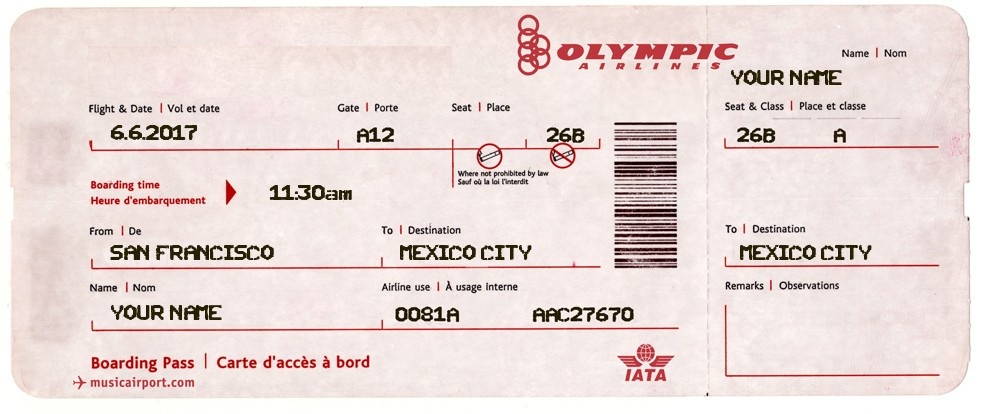 OLYMPIC
AIRLINES
Name | Nom
YOUR NAME
Flight & Date | Vol et date
Gate | Porte
Seat | Place
Seat & Class | Place et classe
6.6.2017
A12
26B
26B A
Where not prohibited by law
Sauf où la loi l'interdit
Boarding time
Heure d'embarquement
11:30am
From | De
To | Destination
To | Destination
SAN FRANCISCO
MEXICO CITY
MEXICO CITY
Name | Nom
Airline use | À usage interne
Remarks | Observations
YOUR NAME
0081A
AAC27670
Boarding Pass | Carte d'accès à bord
musicairport.com
IATA